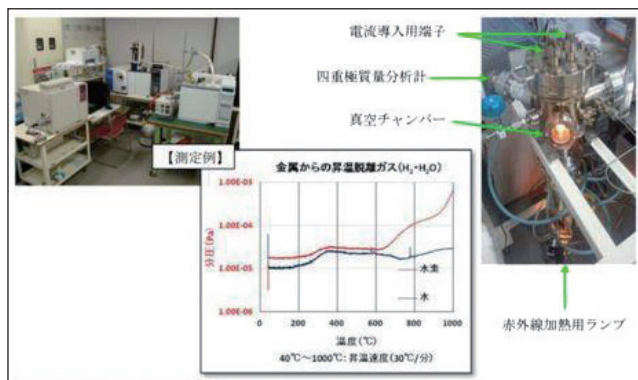 電流導入用端子
四重極質量分析計
真空チャンバー
【測定例】
金属からの昇温脱離ガス(H₂・H₂O)
分圧(Pa)
1.00E-03
1.00E-04
1.00E-05
1.00E-06
水素
水
0 200 400 600 800 1000
温度(℃)
40℃～1000℃: 昇温速度(30℃/分)
赤外線加熱用ランプ